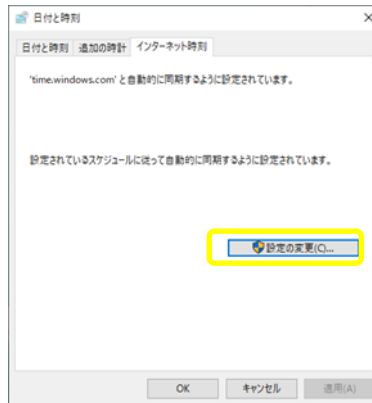 日付と時刻
日付と時刻 追加の時計 インターネット時刻
'time.windows.com' と自動的に同期するように設定されています。
設定されているスケジュールに従って自動的に同期するように設定されています。
設定の変更(C)...
OK キャンセル 適用(A)